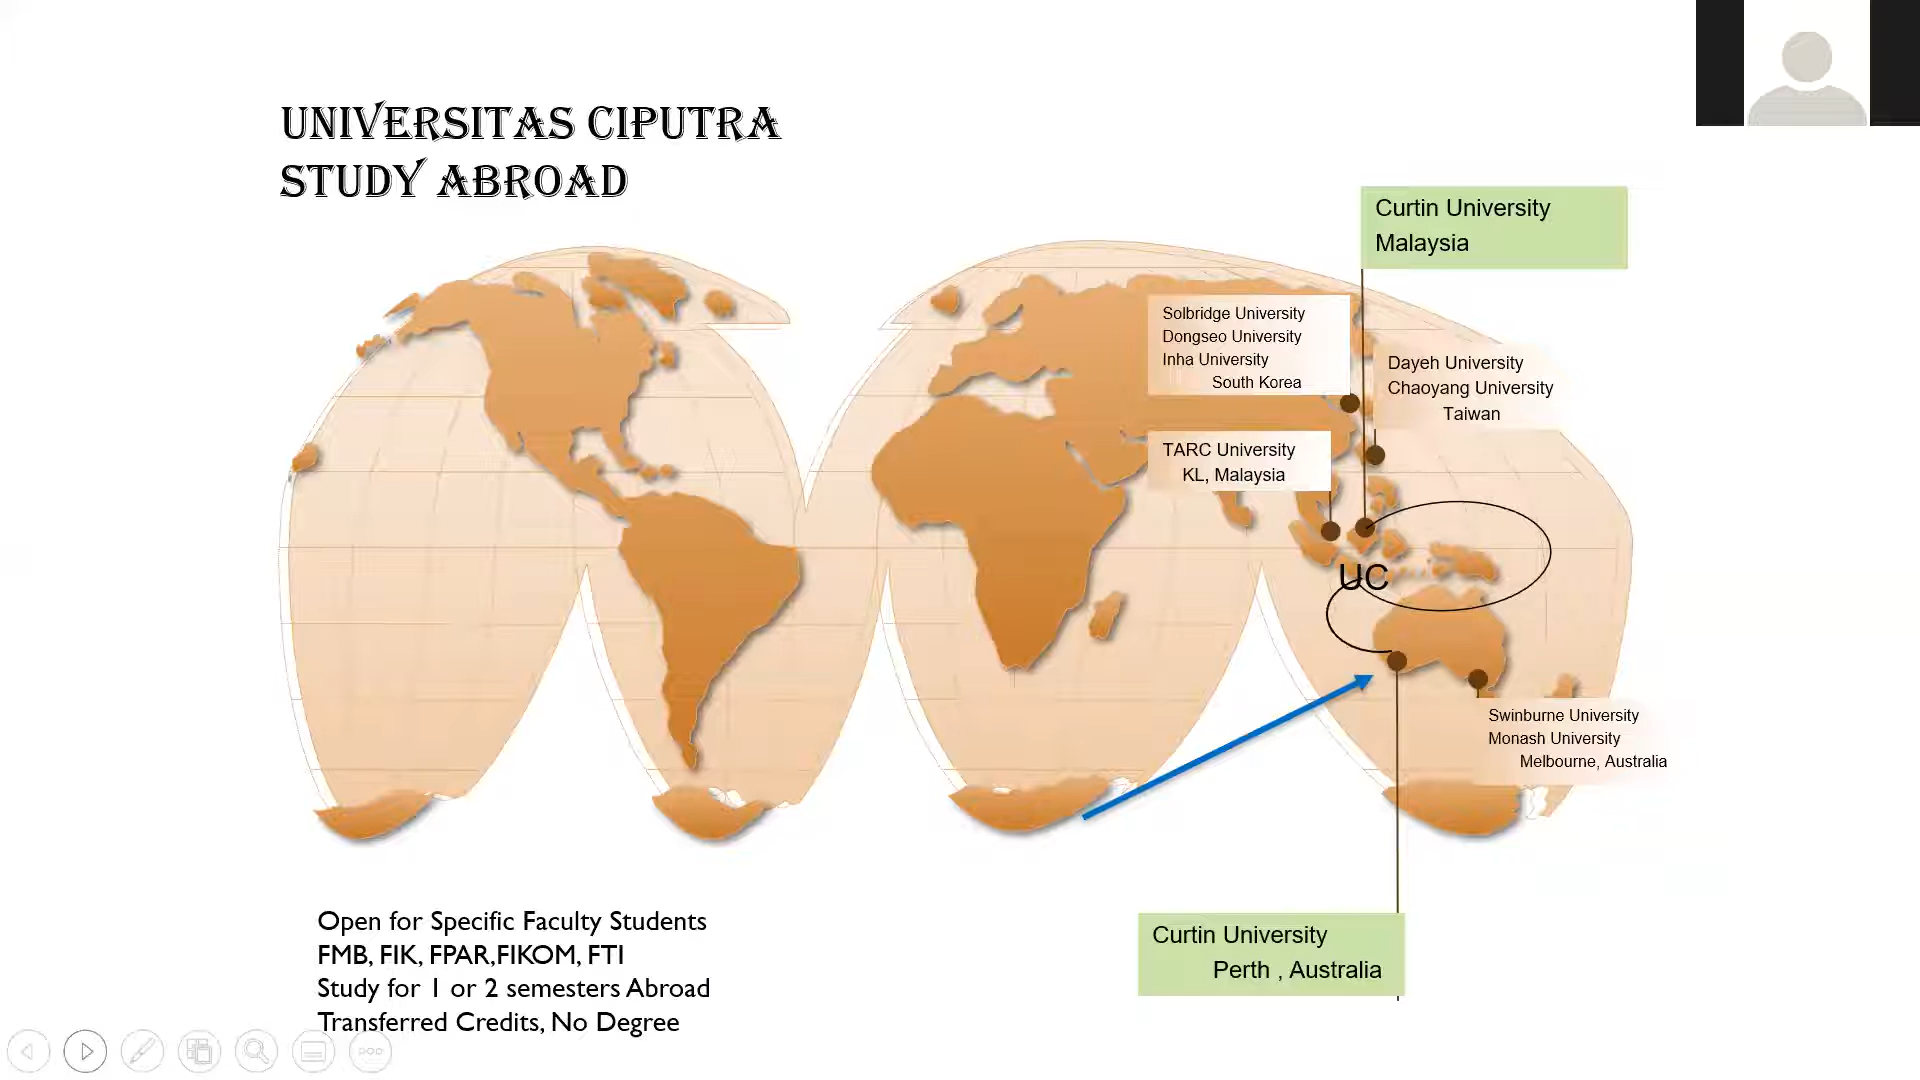 UNIVERSITAS CIPUTRA
STUDY ABROAD
Curtin University
Malaysia
Solbridge University
Dongseo University
Inha University
South Korea
Dayeh University
Chaoyang University
Taiwan
TARC University
KL, Malaysia
UC
Swinburne University
Monash University
Melbourne, Australia
Curtin University
Perth , Australia
Open for Specific Faculty Students
FMB, FIK, FPAR,FIKOM, FTI
Study for 1 or 2 semesters Abroad
Transferred Credits, No Degree